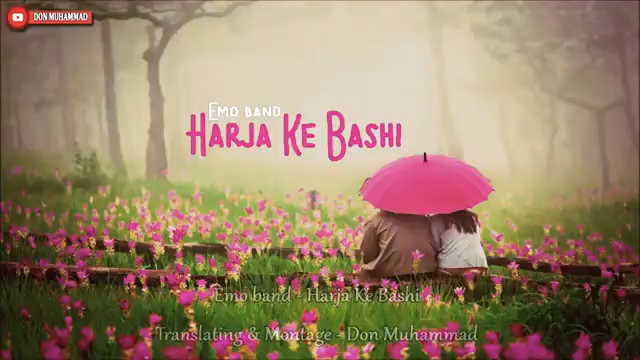 DON MUHAMMAD
EMO BAND
HARJA KE BASHI
Emo band - Harja Ke Bashi
Translating & Montage - Don Muhammad